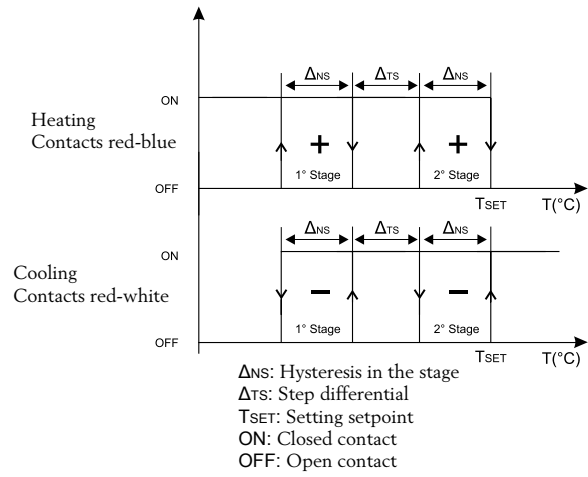 ΔNS ΔTS ΔNS
ON
Heating
Contacts red-blue
+ +
1° Stage 2° Stage
OFF
TSET T(°C)
ΔNS ΔTS ΔNS
ON
Cooling
Contacts red-white
− −
1° Stage 2° Stage
OFF
TSET T(°C)
ΔNS: Hysteresis in the stage
ΔTS: Step differential
TSET: Setting setpoint
ON: Closed contact
OFF: Open contact